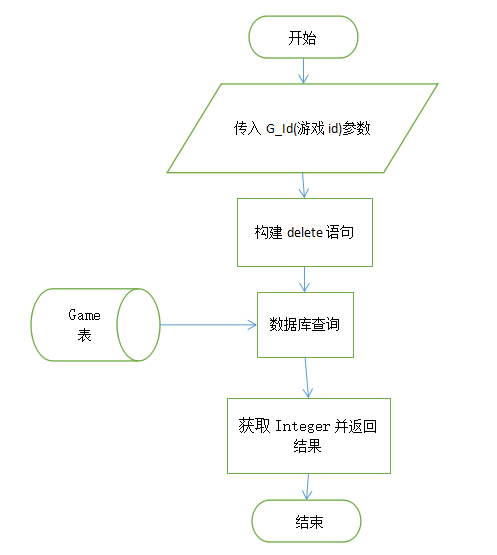 开始
传入 G_Id(游戏 id)参数
构建 delete 语句
Game
表
数据库查询
获取 Integer 并返回
结果
结束